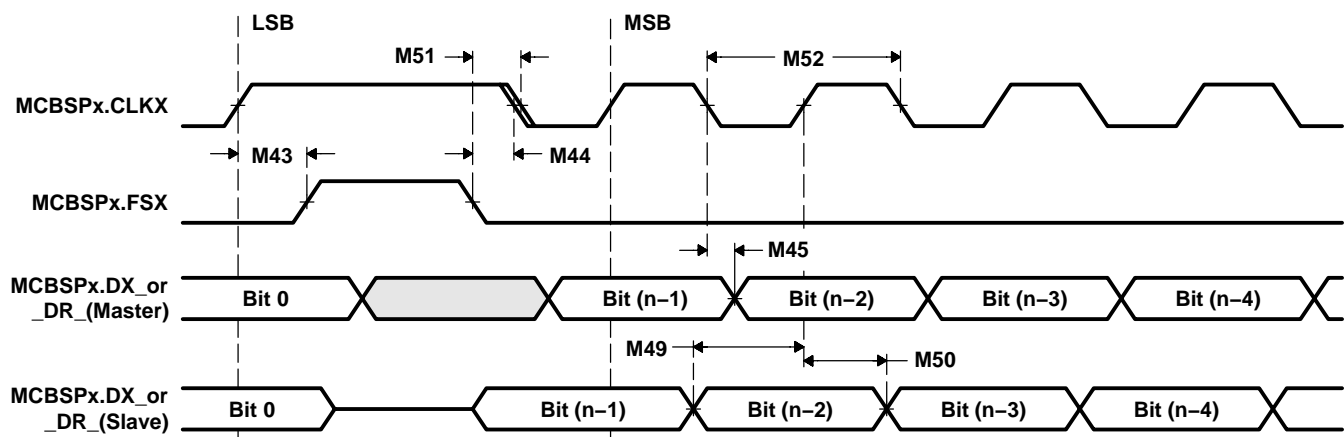 LSB MSB
M51 M52
MCBSPx.CLKX
M43 M44
MCBSPx.FSX
M45
MCBSPx.DX_or
_DR_(Master)
Bit 0 Bit (n–1) Bit (n–2) Bit (n–3) Bit (n–4)
M49 M50
MCBSPx.DX_or
_DR_(Slave)
Bit 0 Bit (n–1) Bit (n–2) Bit (n–3) Bit (n–4)